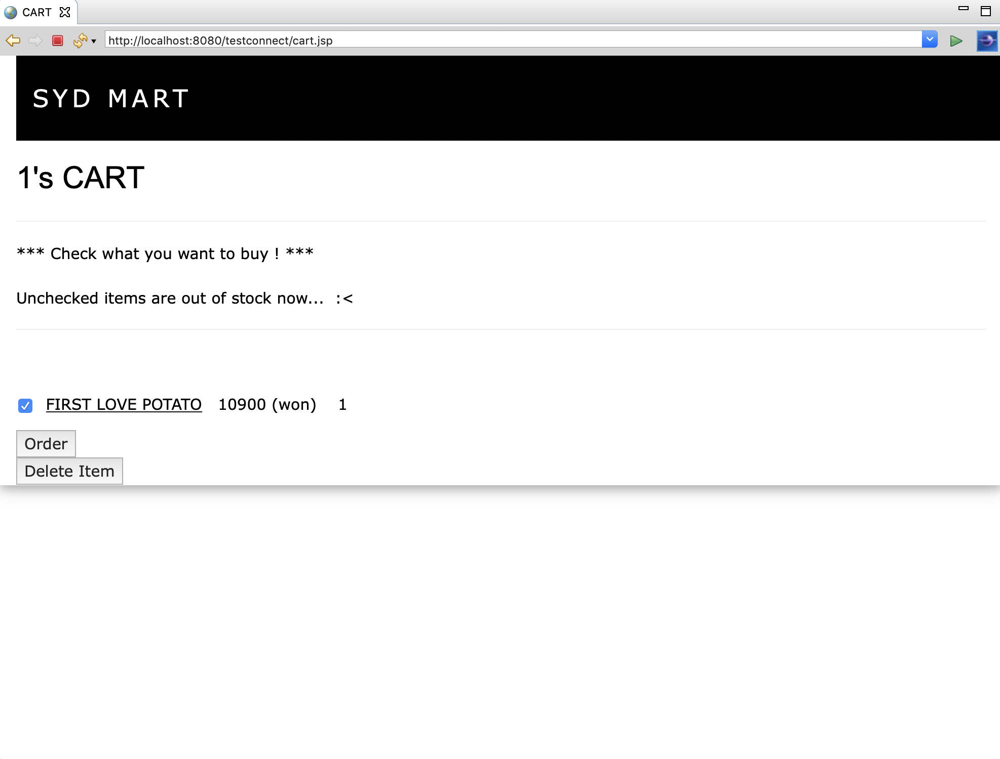 CART
http://localhost:8080/testconnect/cart.jsp
SYD MART
1's CART
*** Check what you want to buy ! ***
Unchecked items are out of stock now... :<
FIRST LOVE POTATO 10900 (won) 1
Order
Delete Item